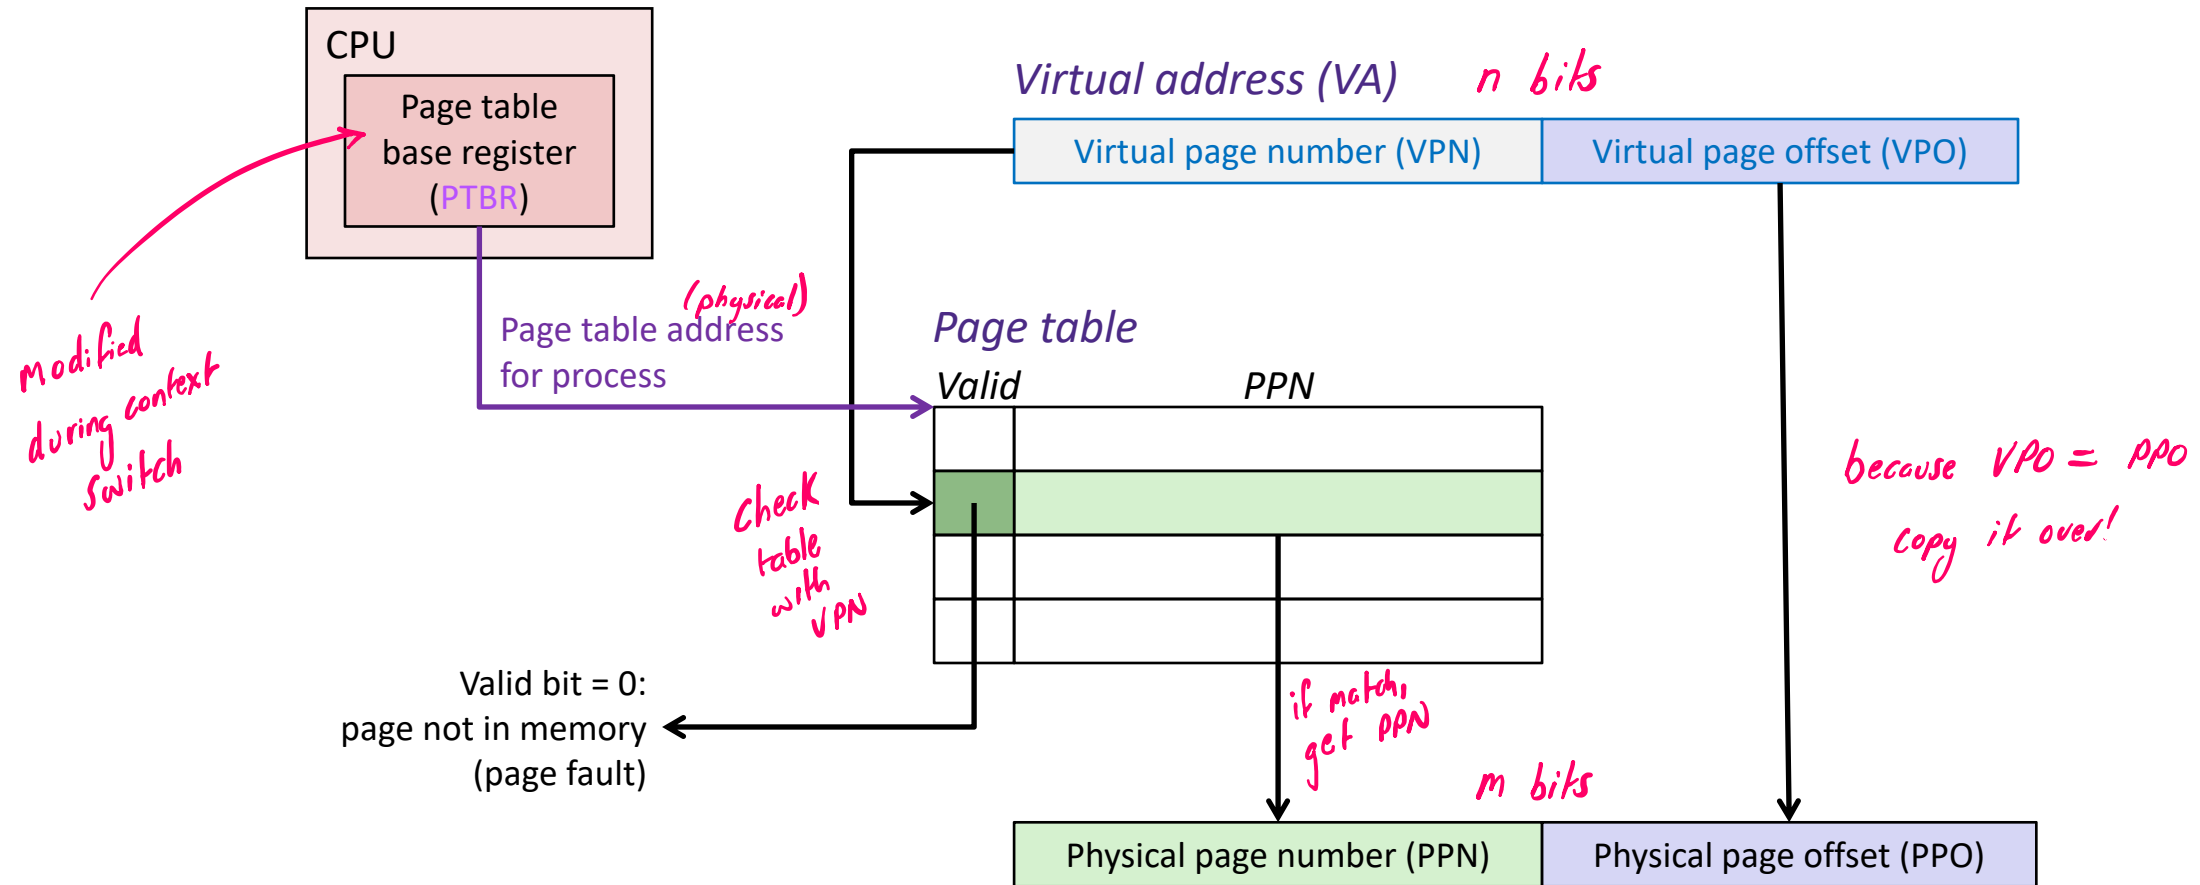 CPU
Page table
base register
(PTBR)
Virtual address (VA) n bits
Virtual page number (VPN)
Virtual page offset (VPO)
modified
during context
switch
(physical)
Page table address
for process
Page table
Valid
PPN
check
table
with
VPN
because VPO = PPO
copy it over!
Valid bit = 0:
page not in memory
(page fault)
if match,
get PPN
m bits
Physical page number (PPN)
Physical page offset (PPO)